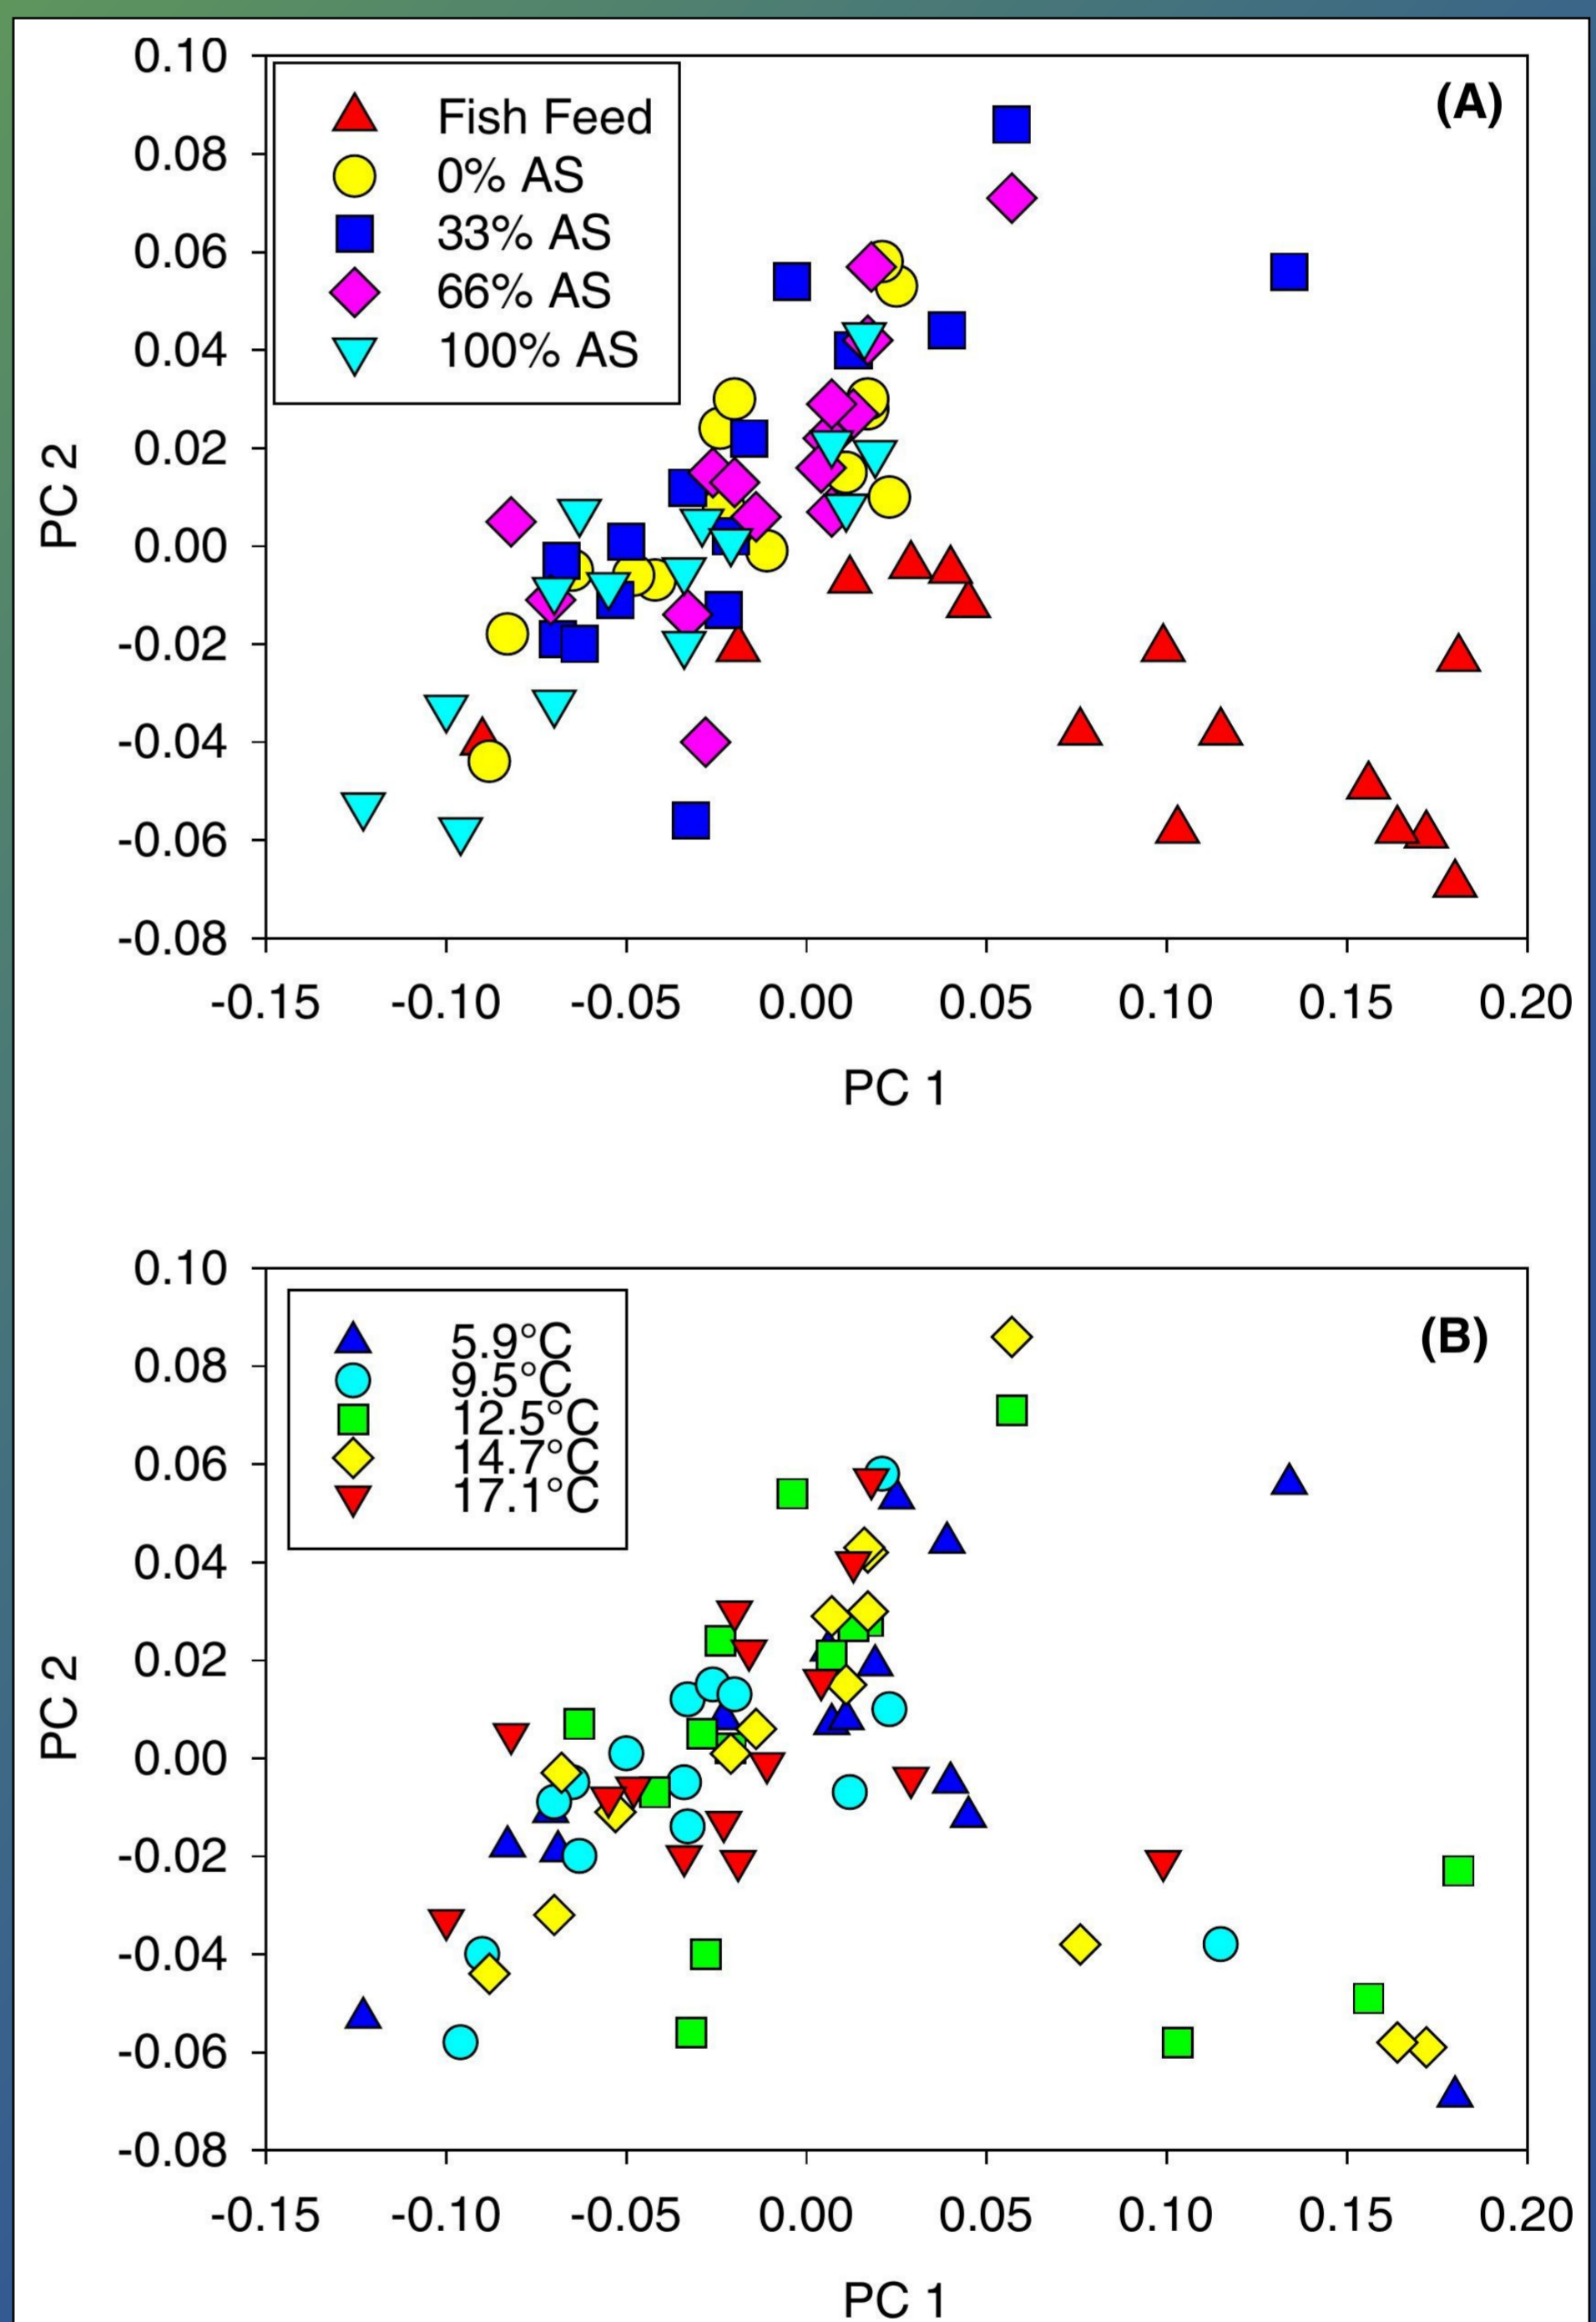 (A)
0.10
0.08
0.06
0.04
0.02
0.00
-0.02
-0.04
-0.06
-0.08
PC 2
Fish Feed
0% AS
33% AS
66% AS
100% AS
-0.15 -0.10 -0.05 0.00 0.05 0.10 0.15 0.20
PC 1
(B)
0.10
0.08
0.06
0.04
0.02
0.00
-0.02
-0.04
-0.06
-0.08
PC 2
5.9°C
9.5°C
12.5°C
14.7°C
17.1°C
-0.15 -0.10 -0.05 0.00 0.05 0.10 0.15 0.20
PC 1